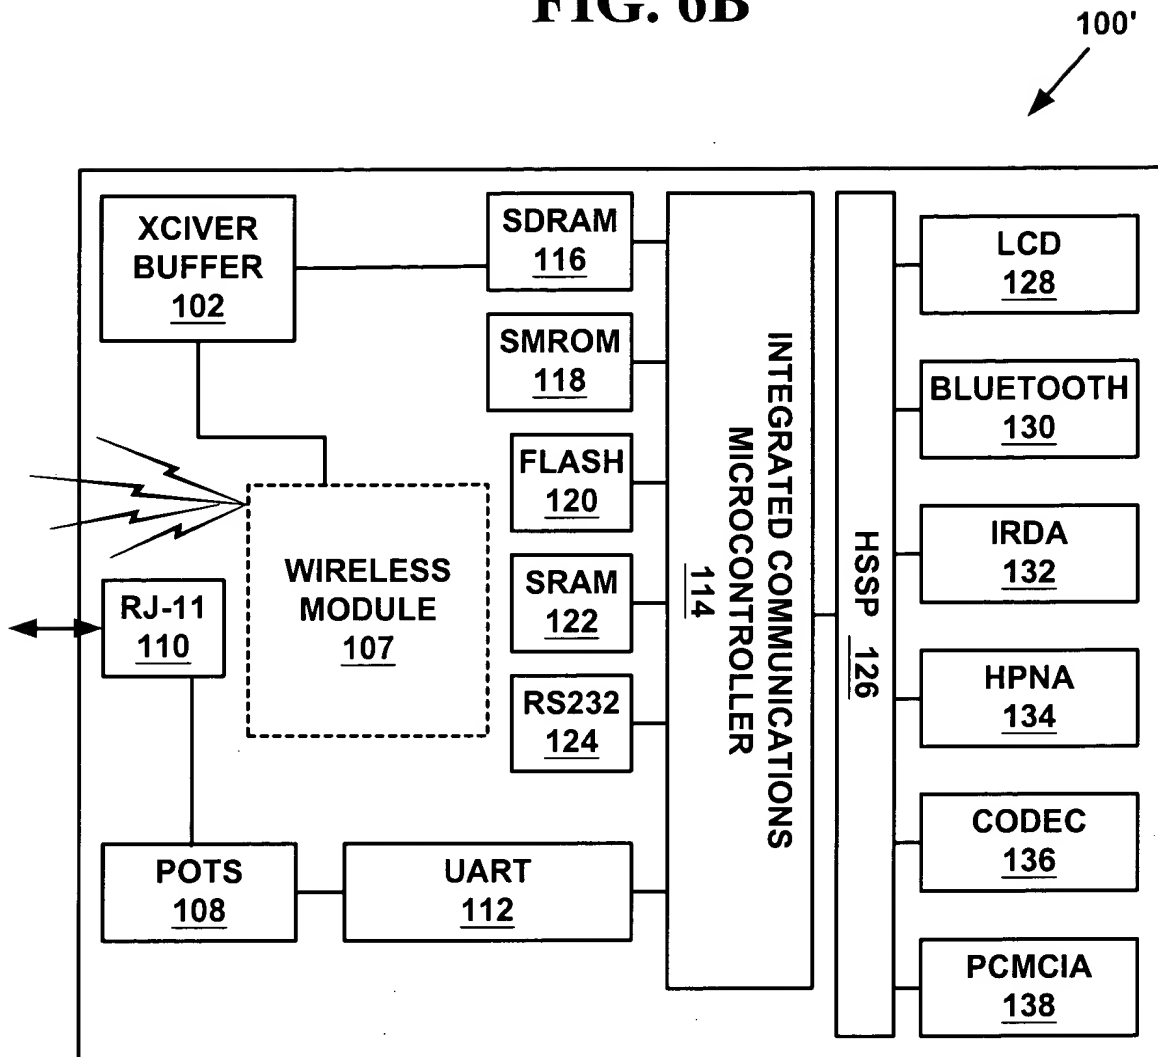 FIG. 6B
100'
XCIVER
BUFFER
102
SDRAM
116
SMROM
118
FLASH
120
SRAM
122
RS232
124
WIRELESS
MODULE
107
RJ-11
110
POTS
108
UART
112
INTEGRATED COMMUNICATIONS
MICROCONTROLLER
114
HSSP 126
LCD
128
BLUETOOTH
130
IRDA
132
HPNA
134
CODEC
136
PCMCIA
138